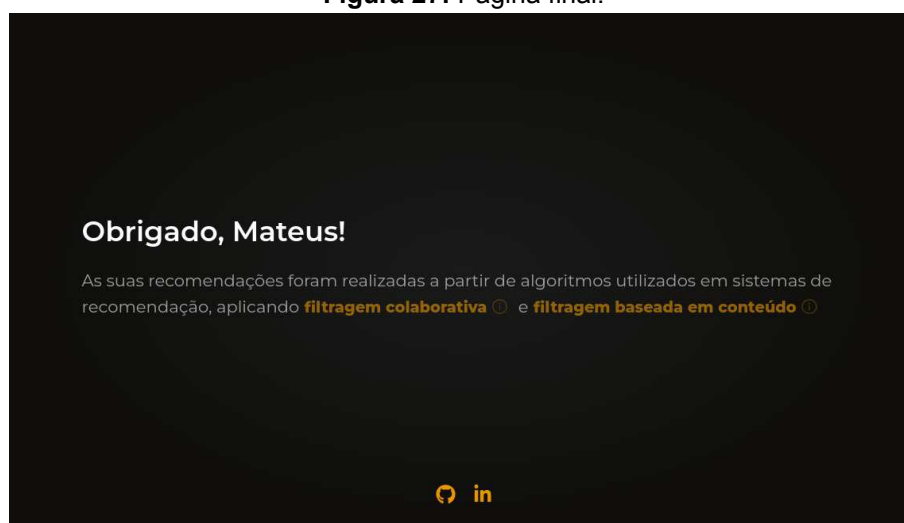 Figura 27. Página final.
Obrigado, Mateus!
As suas recomendações foram realizadas a partir de algoritmos utilizados em sistemas de
recomendação, aplicando filtragem colaborativa ⓘ e filtragem baseada em conteúdo ⓘ
in